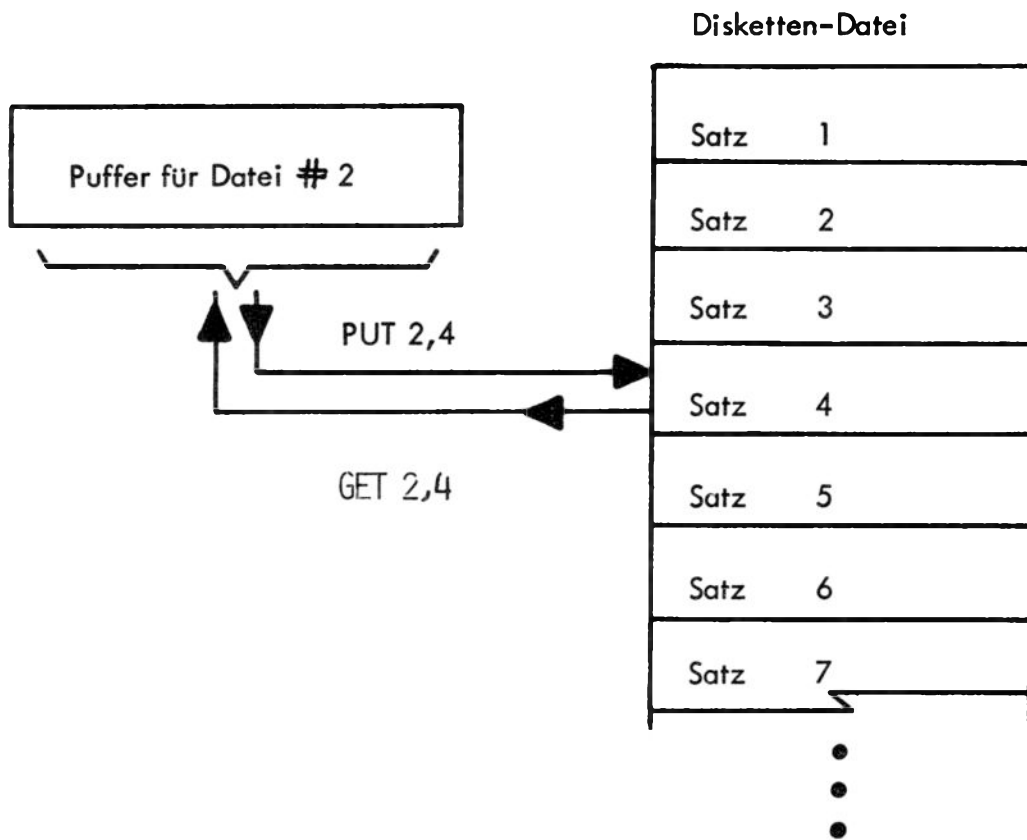 Disketten-Datei
Puffer für Datei # 2
PUT 2,4
GET 2,4
Satz 1
Satz 2
Satz 3
Satz 4
Satz 5
Satz 6
Satz 7